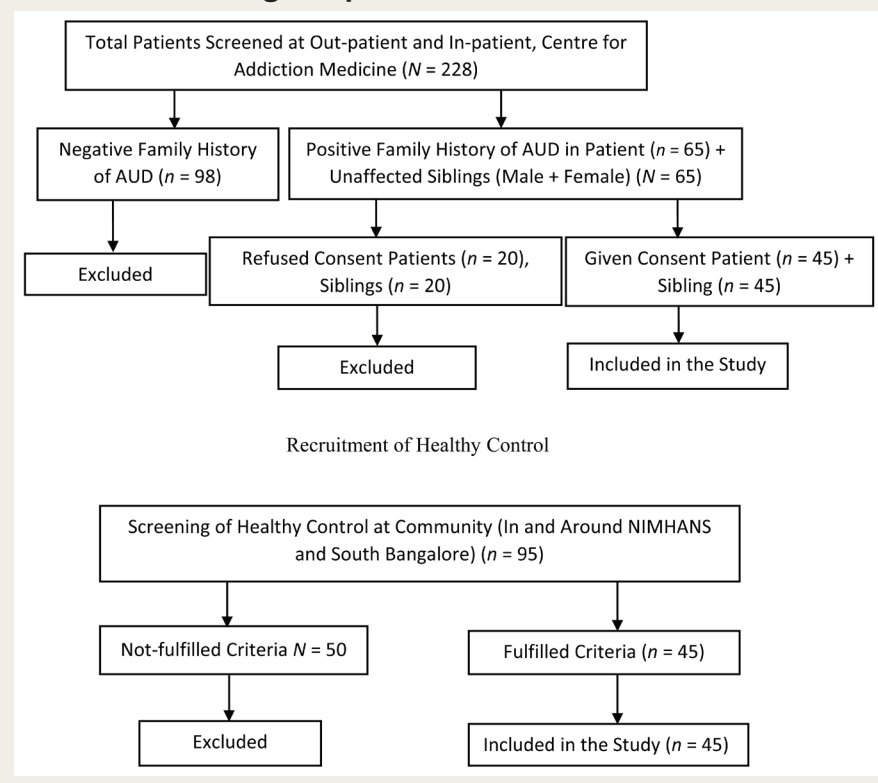 Total Patients Screened at Out-patient and In-patient, Centre for
Addiction Medicine (N = 228)
Negative Family History
of AUD (n = 98)
Positive Family History of AUD in Patient (n = 65) +
Unaffected Siblings (Male + Female) (N = 65)
Excluded
Refused Consent Patients (n = 20),
Siblings (n = 20)
Given Consent Patient (n = 45) +
Sibling (n = 45)
Excluded
Included in the Study
Recruitment of Healthy Control
Screening of Healthy Control at Community (In and Around NIMHANS
and South Bangalore) (n = 95)
Not-fulfilled Criteria N = 50
Fulfilled Criteria (n = 45)
Excluded
Included in the Study (n = 45)